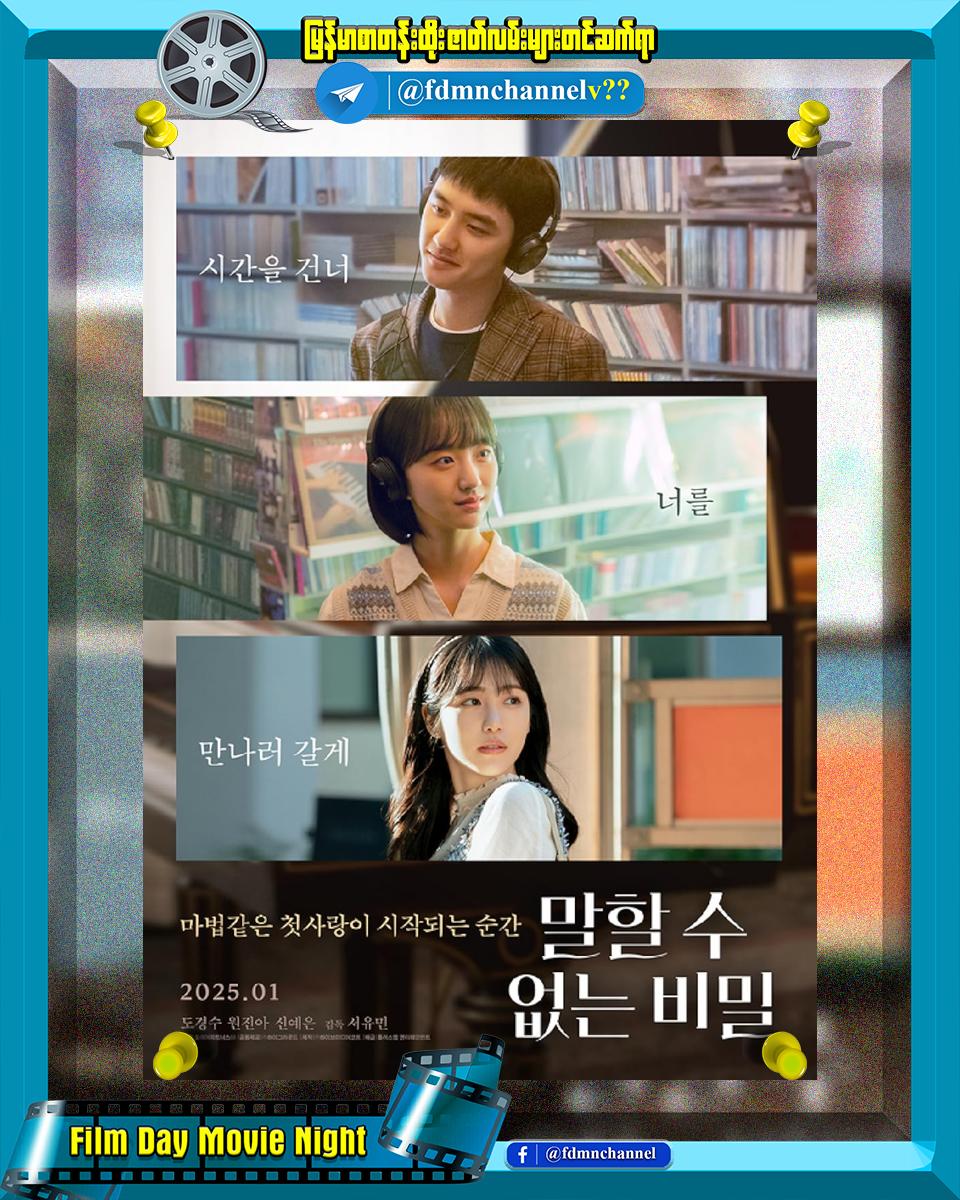 မြန်မာစာတန်းထိုးဇာတ်လမ်းများတင်ဆက်ရာ
@fdmnchannelv??
시간을 건너
너를
만나러 갈게
마법같은 첫사랑이 시작되는 순간
말할 수
없는 비밀
2025.01
도경수 원진아 신예은 감독 서유민
Film Day Movie Night
@fdmnchannel